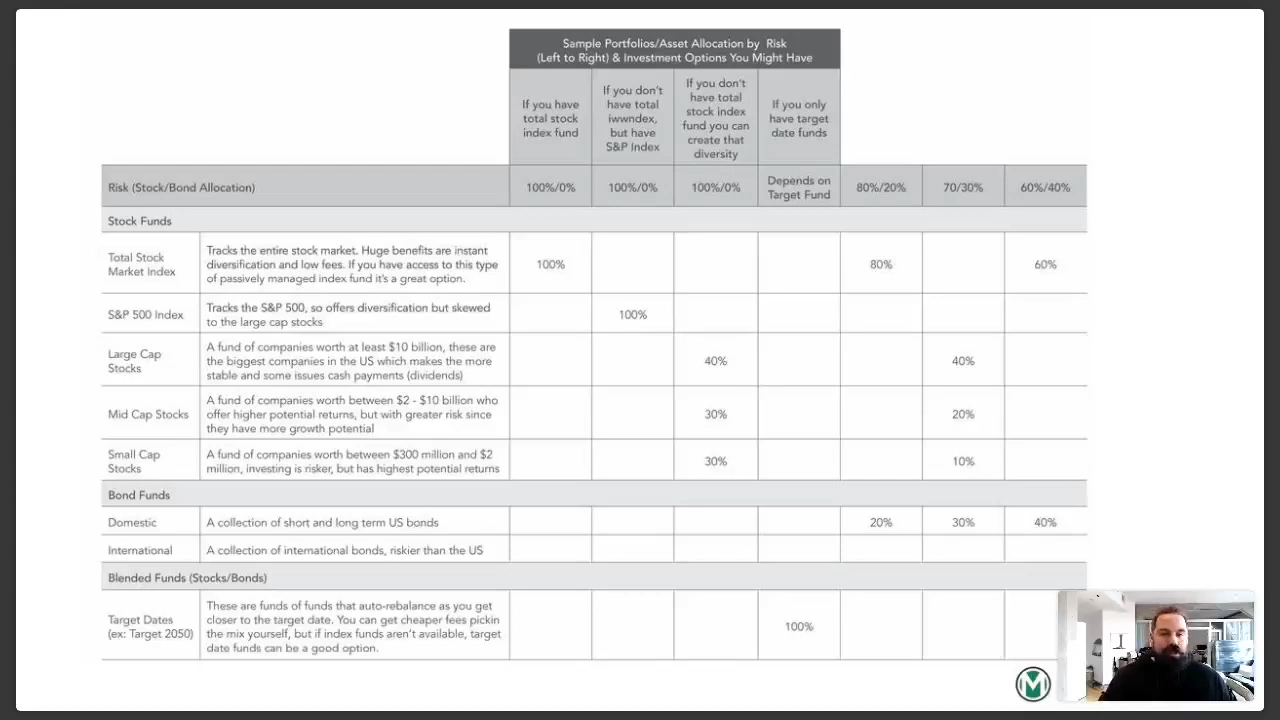 Sample Portfolios/Asset Allocation by Risk
(Left to Right) & Investment Options You Might Have
If you have
total stock
index fund
If you don't
have total
iwwndex,
but have
S&P Index
If you don't
have total
stock index
fund you can
create that
diversity
If you only
have target
date funds
Risk (Stock/Bond Allocation)
100%/0%
100%/0%
100%/0%
Depends on
Target Fund
80%/20%
70/30%
60%/40%
Stock Funds
Total Stock
Market Index
Tracks the entire stock market. Huge benefits are instant
diversification and low fees. If you have access to this type
of passively managed index fund it's a great option.
100%
80%
60%
S&P 500 Index
Tracks the S&P 500, so offers diversification but skewed
to the large cap stocks
100%
Large Cap
Stocks
A fund of companies worth at least $10 billion, these are
the biggest companies in the US which makes the more
stable and some issues cash payments (dividends)
40%
40%
Mid Cap Stocks
A fund of companies worth between $2 - $10 billion who
offer higher potential returns, but with greater risk since
they have more growth potential
30%
20%
Small Cap
Stocks
A fund of companies worth between $300 million and $2
million, investing is risker, but has highest potential returns
30%
10%
Bond Funds
Domestic
A collection of short and long term US bonds
20%
30%
40%
International
A collection of international bonds, riskier than the US
Blended Funds (Stocks/Bonds)
Target Dates
(ex: Target 2050)
These are funds of funds that auto-rebalance as you get
closer to the target date. You can get cheaper fees pickin
the mix yourself, but if index funds aren't available, target
date funds can be a good option.
100%
M